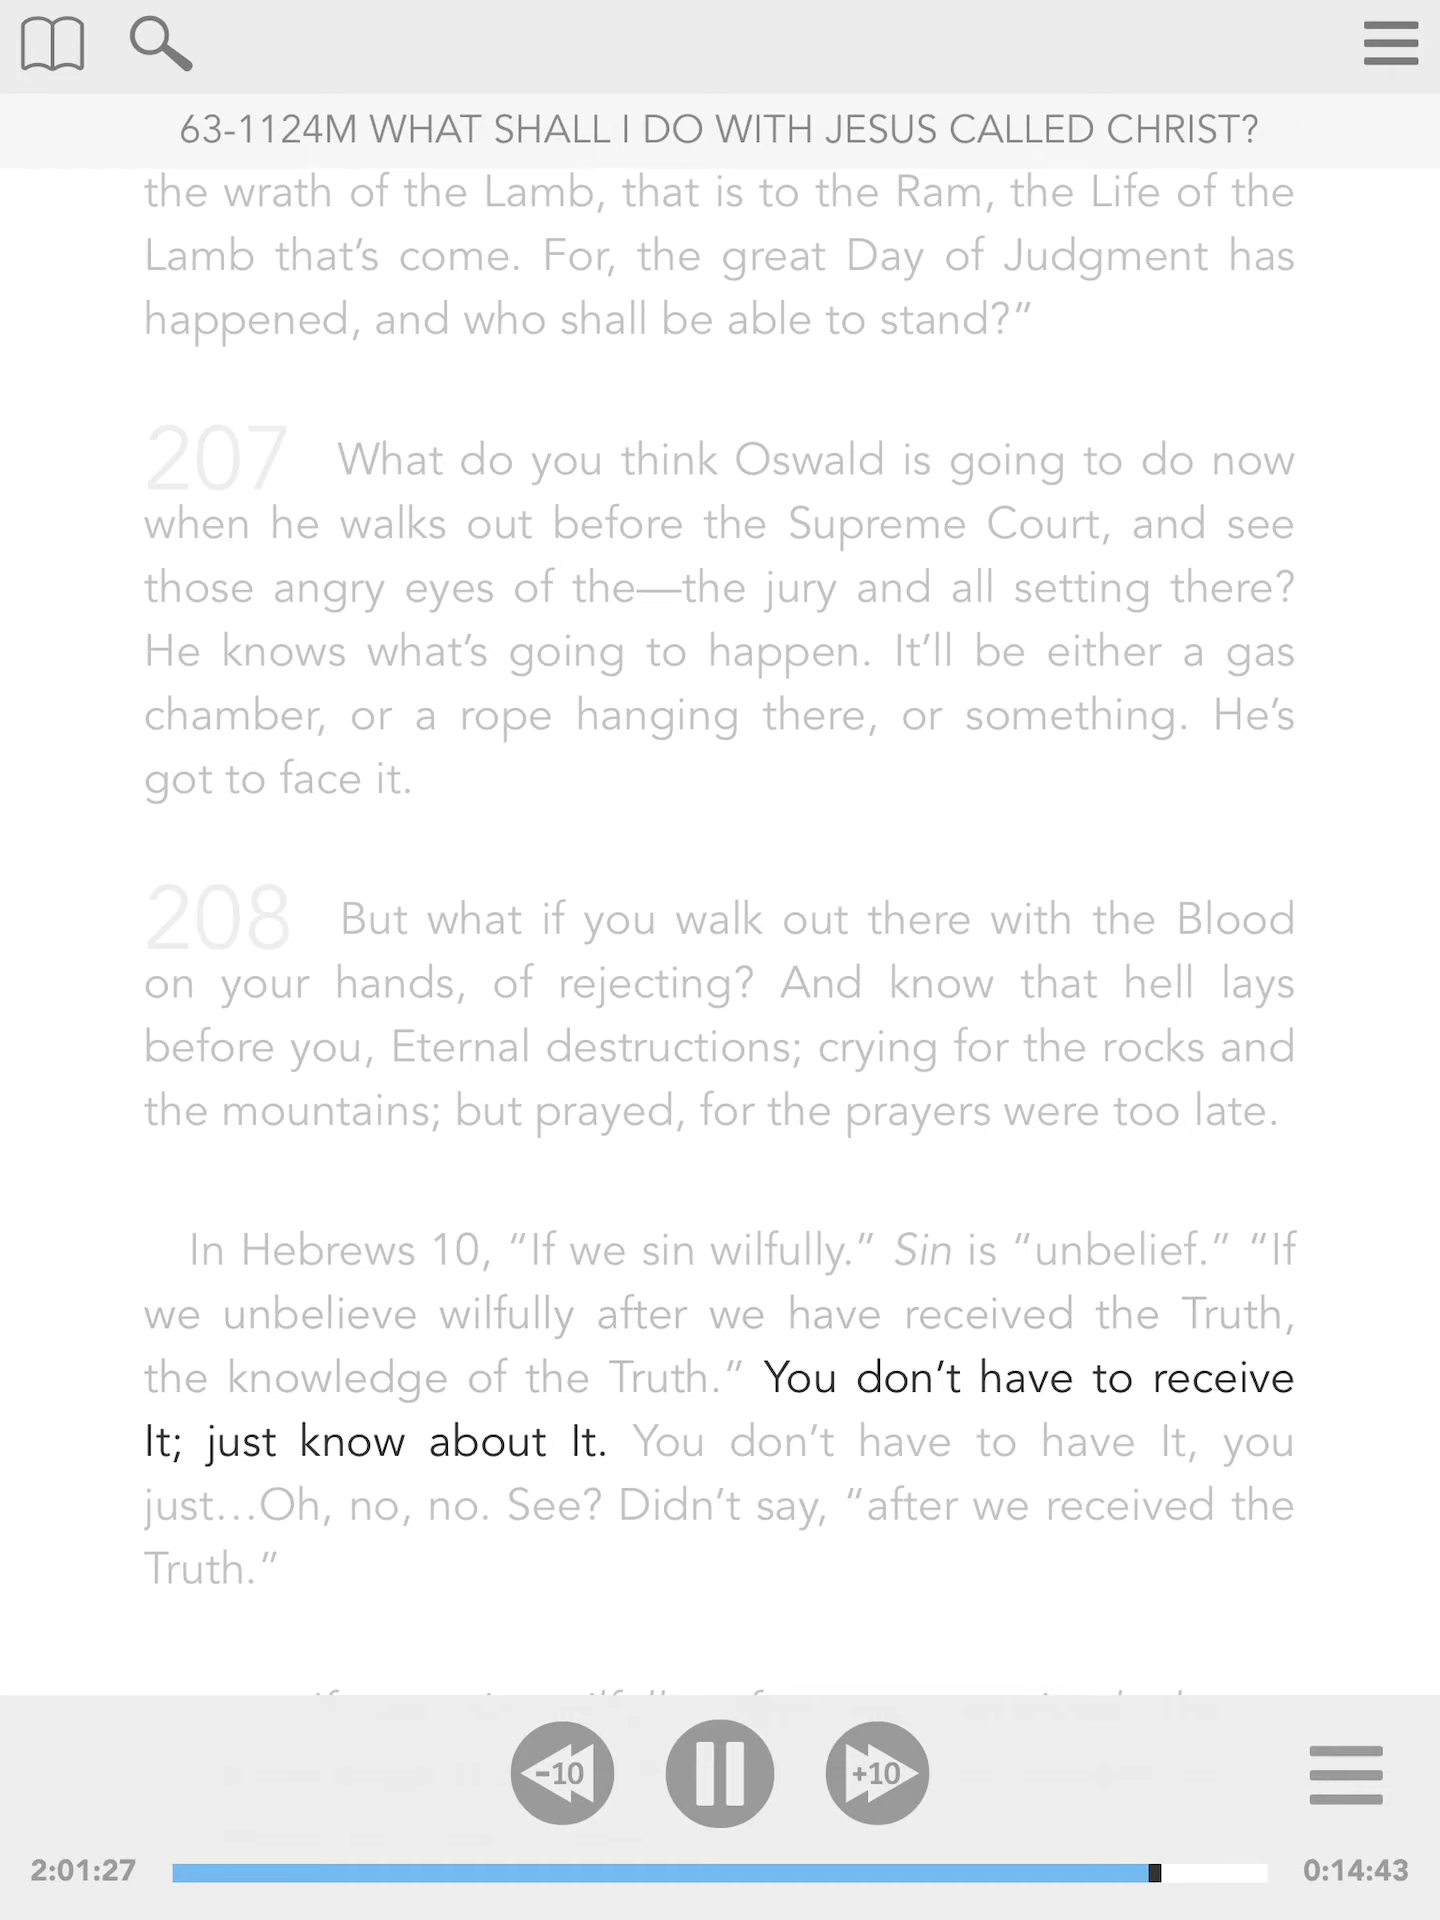 63-1124M WHAT SHALL I DO WITH JESUS CALLED CHRIST?
the wrath of the Lamb, that is to the Ram, the Life of the
Lamb that’s come. For, the great Day of Judgment has
happened, and who shall be able to stand?”
207 What do you think Oswald is going to do now
when he walks out before the Supreme Court, and see
those angry eyes of the—the jury and all setting there?
He knows what’s going to happen. It’ll be either a gas
chamber, or a rope hanging there, or something. He’s
got to face it.
208 But what if you walk out there with the Blood
on your hands, of rejecting? And know that hell lays
before you, Eternal destructions; crying for the rocks and
the mountains; but prayed, for the prayers were too late.
In Hebrews 10, “If we sin wilfully.” Sin is “unbelief.” “If
we unbelieve wilfully after we have received the Truth,
the knowledge of the Truth.” You don’t have to receive
It; just know about It. You don’t have to have It, you
just…Oh, no, no. See? Didn’t say, “after we received the
Truth.”
-10
+10
2:01:27
0:14:43